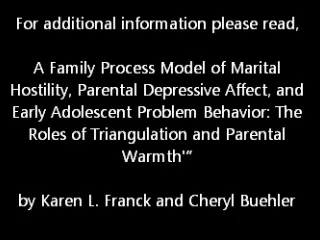 For additional information please read,
A Family Process Model of Marital
Hostility, Parental Depressive Affect, and
Early Adolescent Problem Behavior: The
Roles of Triangulation and Parental
Warmth'”
by Karen L. Franck and Cheryl Buehler